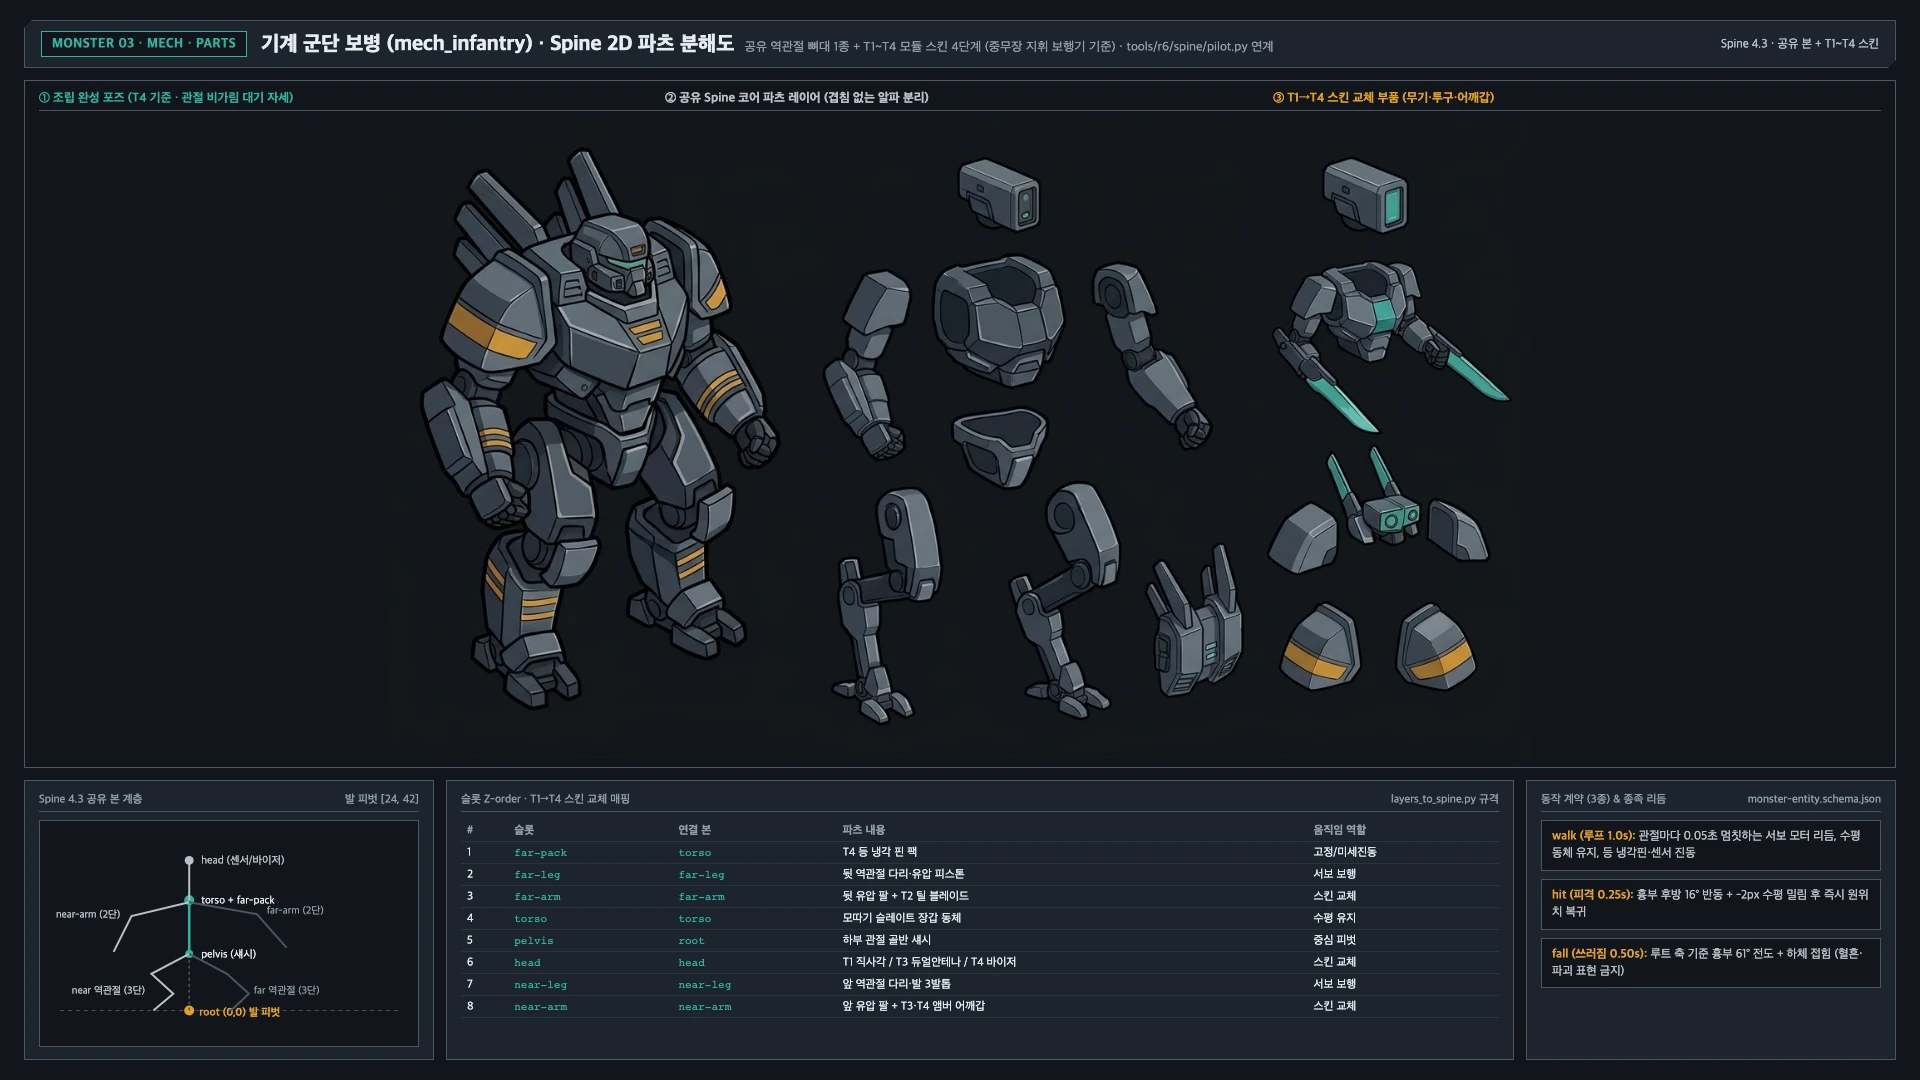 MONSTER 03 · MECH · PARTS
기계 군단 보병 (mech_infantry) · Spine 2D 파츠 분해도
공유 역관절 뼈대 1종 + T1~T4 모듈 스킨 4단계 (중무장 지휘 보행기 기준) · tools/r6/spine/pilot.py 연계
Spine 4.3 · 공유 본 + T1~T4 스킨
① 조립 완성 포즈 (T4 기준 · 관절 비가림 대기 자세)
② 공유 Spine 코어 파츠 레이어 (겹침 없는 알파 분리)
③ T1→T4 스킨 교체 부품 (무기·투구·어깨갑)
Spine 4.3 공유 본 계층
발 피벗 [24, 42]
head (센서/바이저)
torso + far-pack
near-arm (2단)
far-arm (2단)
pelvis (섀시)
near 역관절 (3단)
far 역관절 (3단)
root (0,0) 발 피벗
슬롯 Z-order · T1→T4 스킨 교체 매핑
layers_to_spine.py 규격
# 슬롯 연결 본 파츠 내용 움직임 역할
1 far-pack torso T4 등 냉각 핀 팩 고정/미세진동
2 far-leg far-leg 뒷 역관절 다리·유압 피스톤 서보 보행
3 far-arm far-arm 뒷 유압 팔 + T2 틸 블레이드 스킨 교체
4 torso torso 모따기 슬레이트 장갑 동체 수평 유지
5 pelvis root 하부 관절 골반 섀시 중심 피벗
6 head head T1 직사각 / T3 듀얼안테나 / T4 바이저 스킨 교체
7 near-leg near-leg 앞 역관절 다리·발 3발톱 서보 보행
8 near-arm near-arm 앞 유압 팔 + T3·T4 앰버 어깨갑 스킨 교체
동작 계약 (3종) & 종족 리듬
monster-entity.schema.json
walk (루프 1.0s): 관절마다 0.05초 멈칫하는 서보 모터 리듬, 수평
동체 유지, 등 냉각핀·센서 진동
hit (피격 0.25s): 흉부 후방 16° 반동 + -2px 수평 밀림 후 즉시 원위
치 복귀
fall (쓰러짐 0.50s): 루트 축 기준 흉부 61° 전도 + 하체 접힘 (혈흔·
파괴 표현 금지)